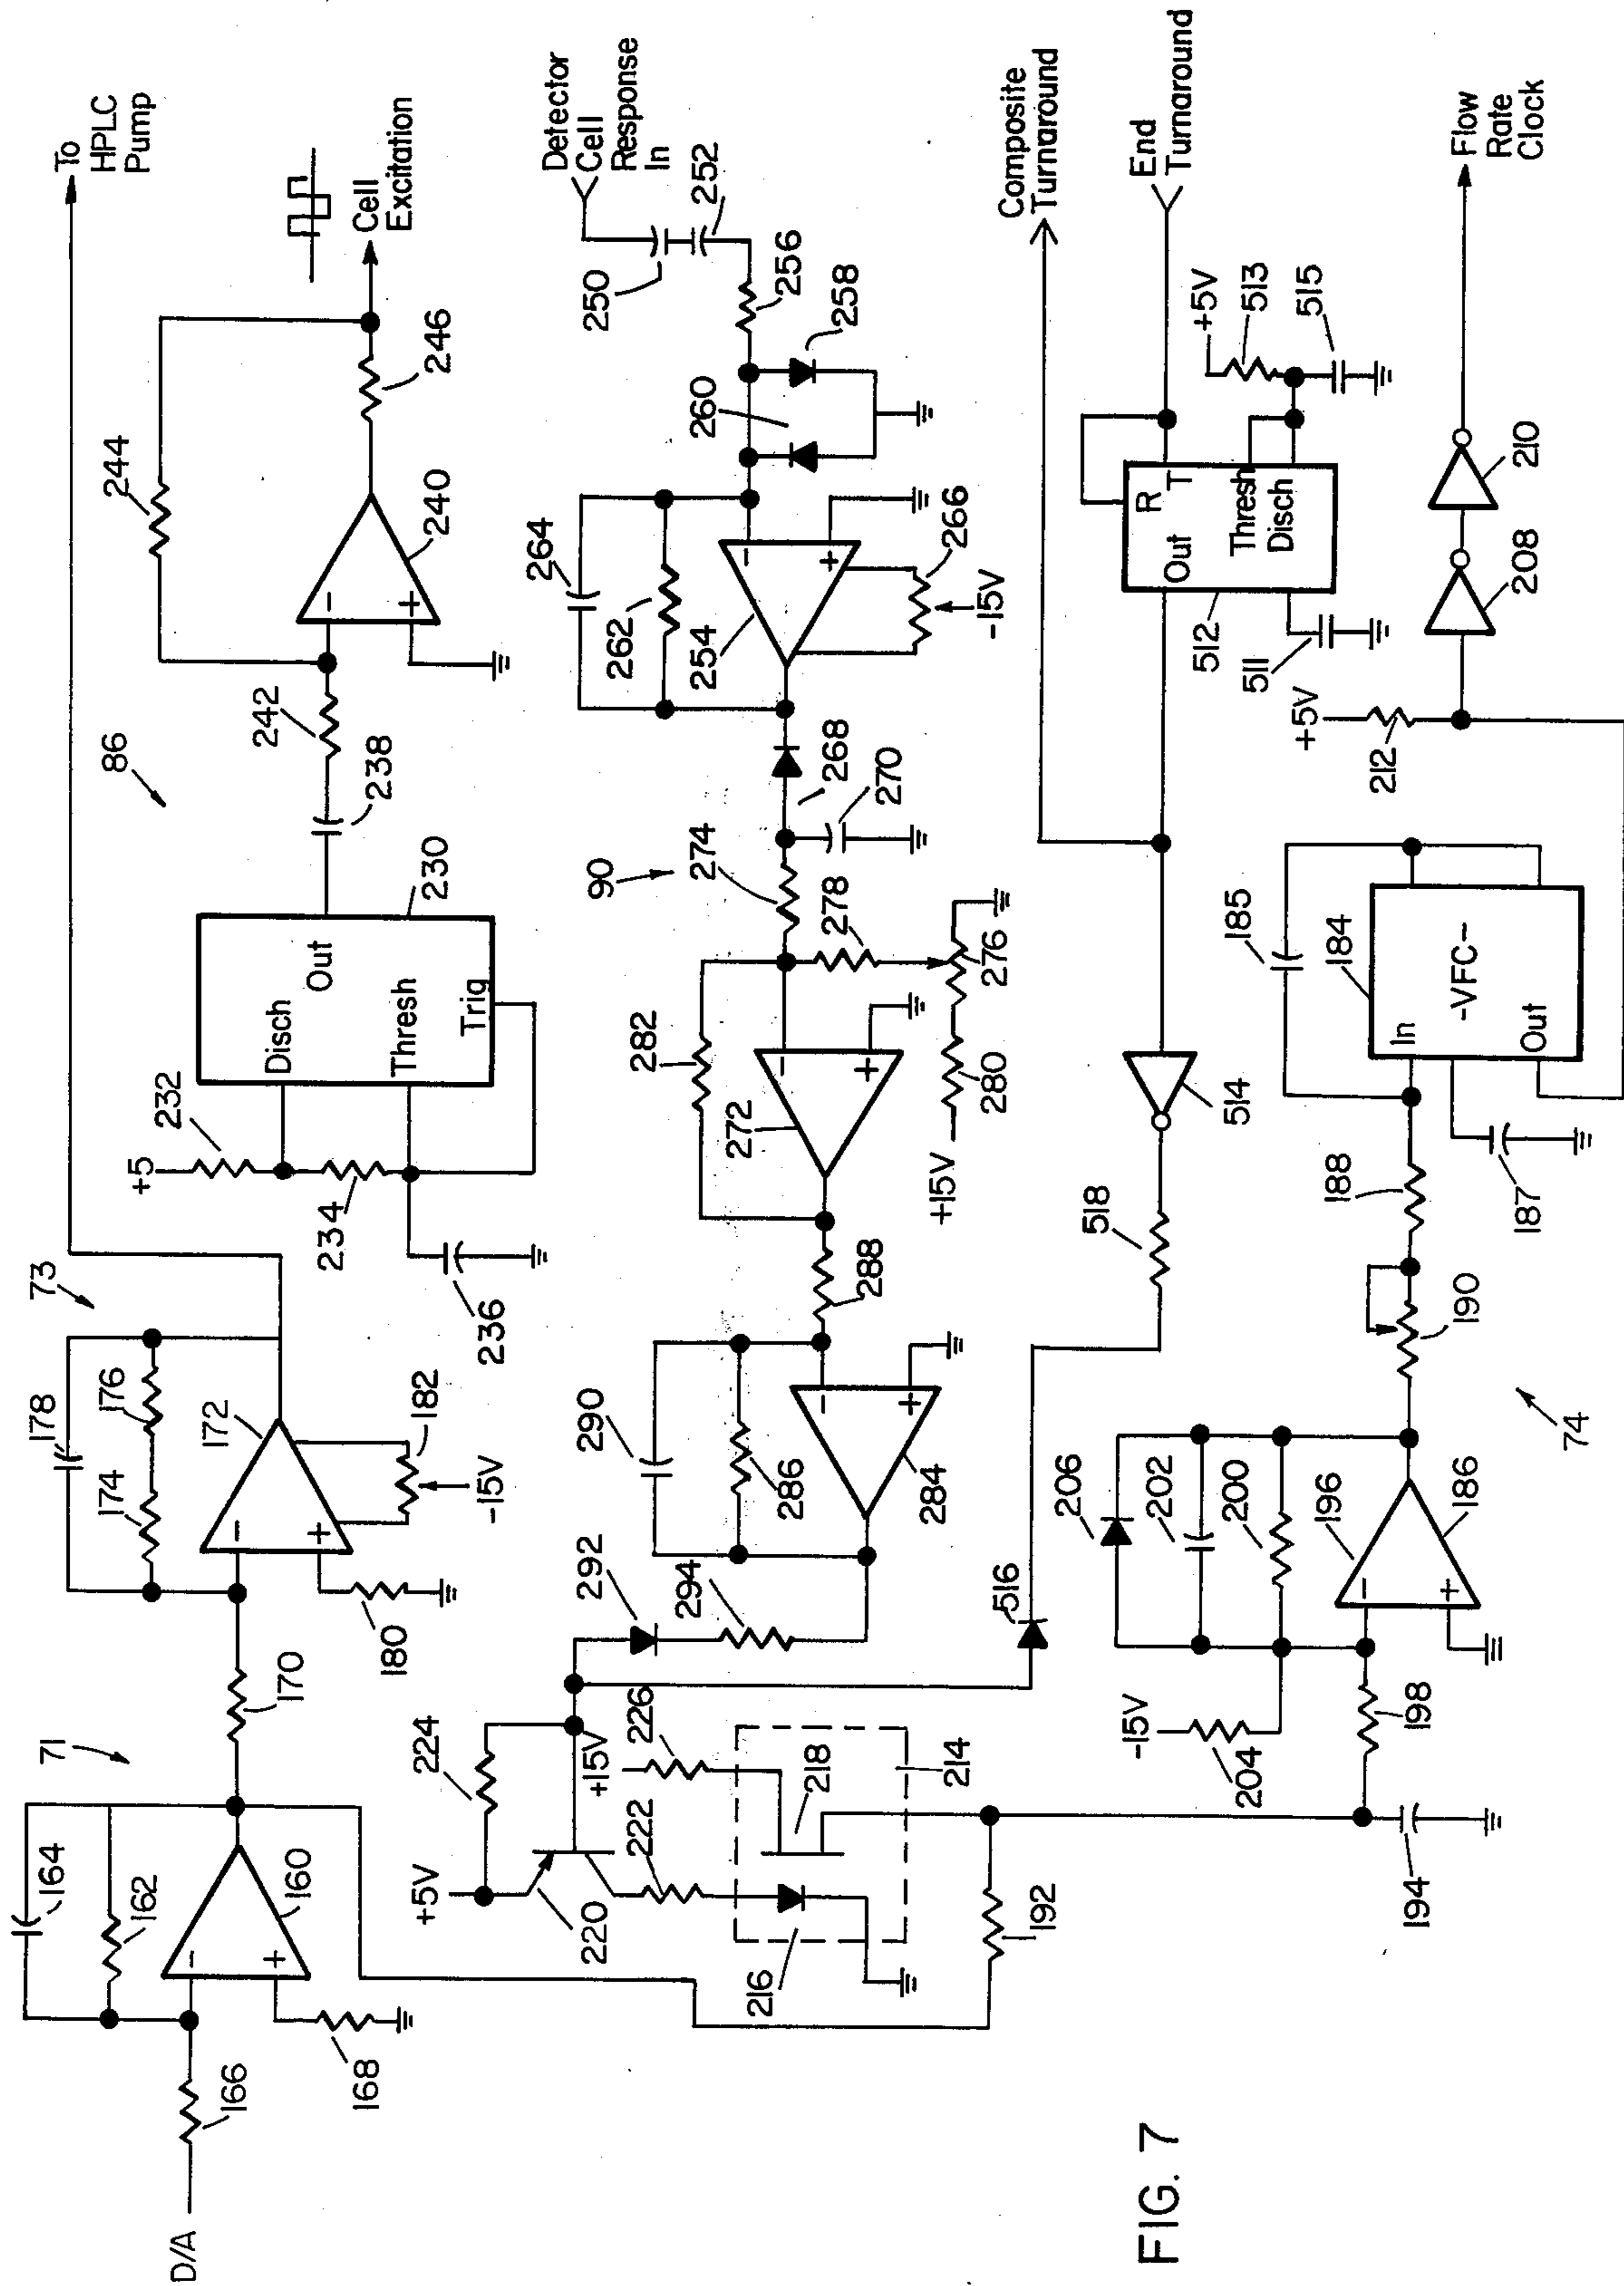 To
HPLC
Pump
Cell
Excitation
244
246
240
242
86
238
230
Disch
Out
Thresh
Trig
232
+5
234
236
73
178
176
174
172
182
-15V
180
170
71
164
162
160
166
168
D/A
Detector
Cell
Response
In
252
250
256
258
260
264
262
254
266
-15V
268
270
90
274
278
276
280
+15V
282
272
288
290
286
284
292
294
516
224
226
+15V
218
214
222
+5V
220
216
192
194
Composite
Turnaround
End
Turnaround
+5V
513
515
R
T
Out
Thresh
Disch
512
511
514
518
Flow
Rate
Clock
210
208
+5V
212
185
184
-VFC-
In
Out
188
187
190
74
206
202
200
196
186
-15V
204
198
FIG. 7